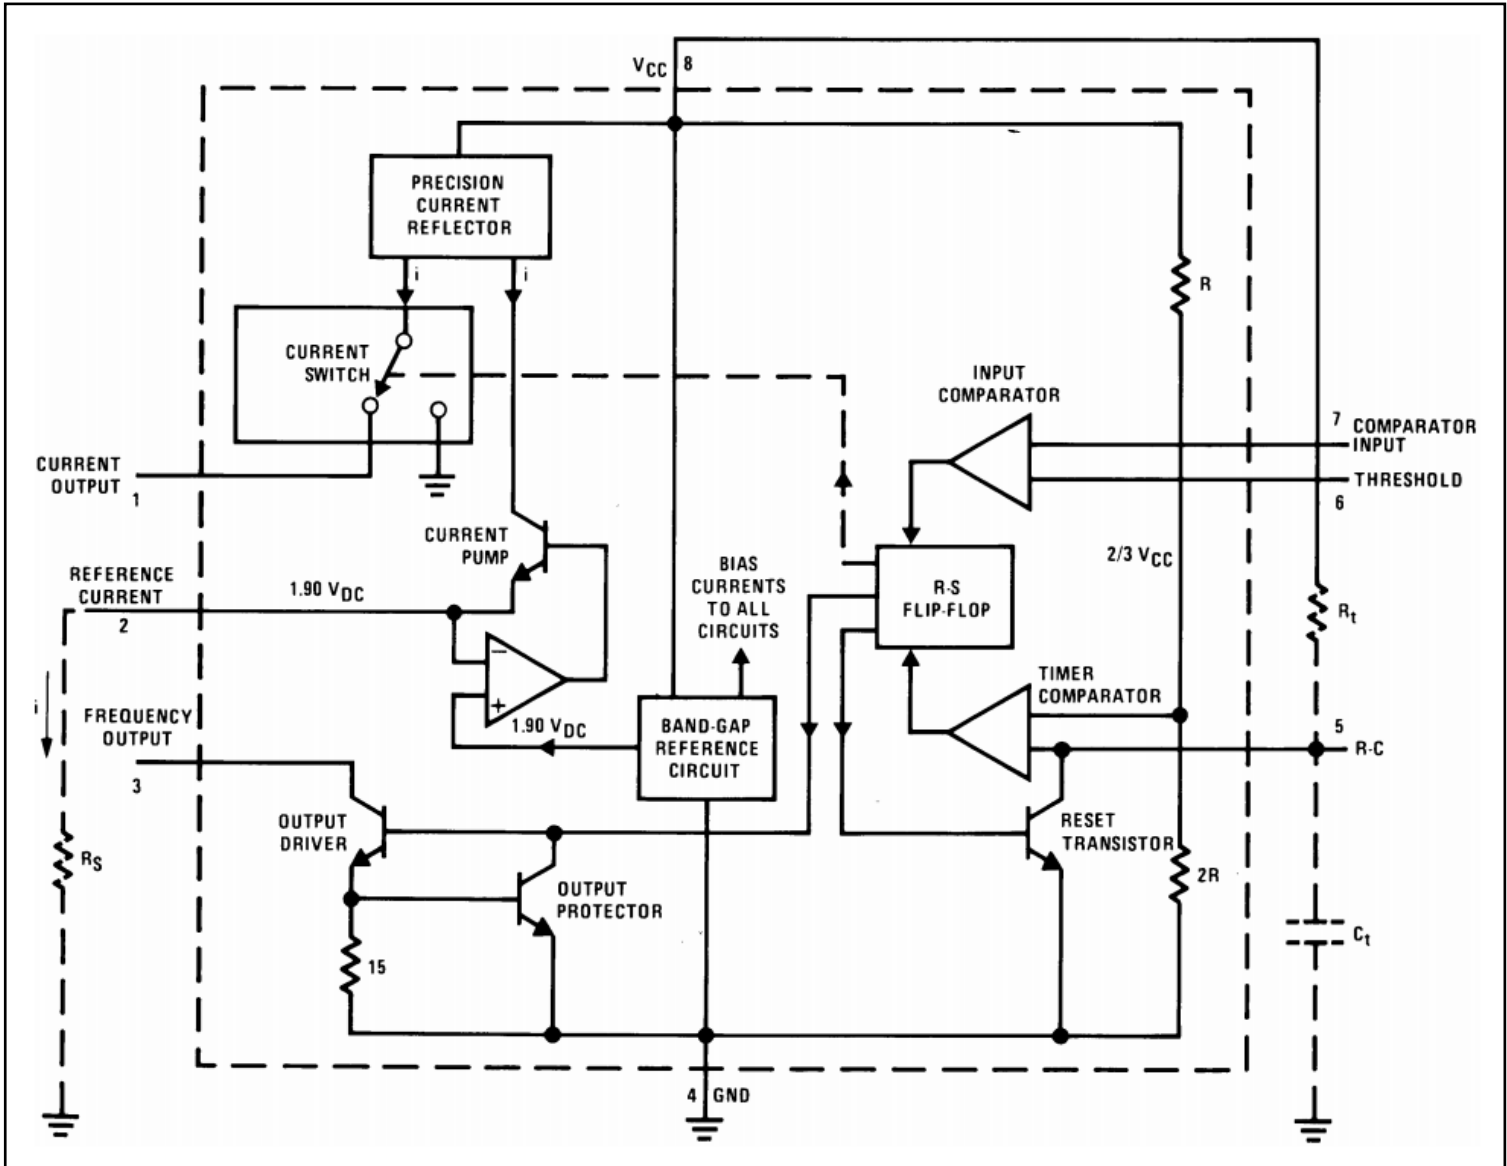 VCC 8
PRECISION
CURRENT
REFLECTOR
i
i
R
CURRENT
SWITCH
INPUT
COMPARATOR
7
COMPARATOR
INPUT
CURRENT
OUTPUT
1
THRESHOLD
6
CURRENT
PUMP
2/3 VCC
BIAS
CURRENTS
TO ALL
CIRCUITS
REFERENCE
CURRENT
2
1.90 VDC
R-S
FLIP-FLOP
Rt
−
+
TIMER
COMPARATOR
i
FREQUENCY
OUTPUT
3
1.90 VDC
BAND-GAP
REFERENCE
CIRCUIT
5
R-C
OUTPUT
DRIVER
RESET
TRANSISTOR
RS
2R
OUTPUT
PROTECTOR
Ct
15
4 GND